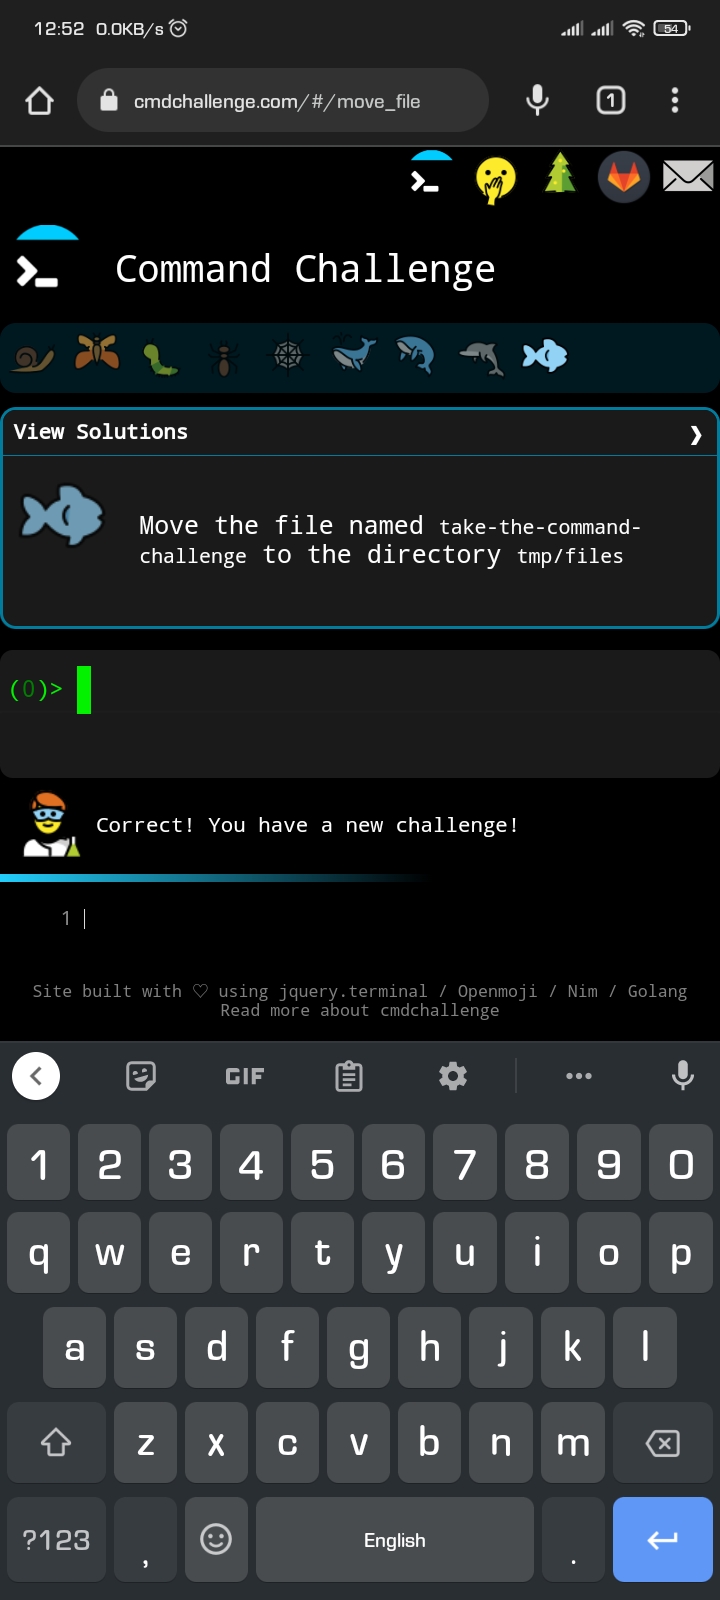 12:52 0.0KB/s 54
cmdchallenge.com/#/move_file 1
Command Challenge
View Solutions ❯
Move the file named take-the-command-
challenge to the directory tmp/files
(0)>
Correct! You have a new challenge!
1
Site built with ♡ using jquery.terminal / Openmoji / Nim / Golang
Read more about cmdchallenge
GIF
1 2 3 4 5 6 7 8 9 0
q w e r t y u i o p
a s d f g h j k l
z x c v b n m
?123 , English .